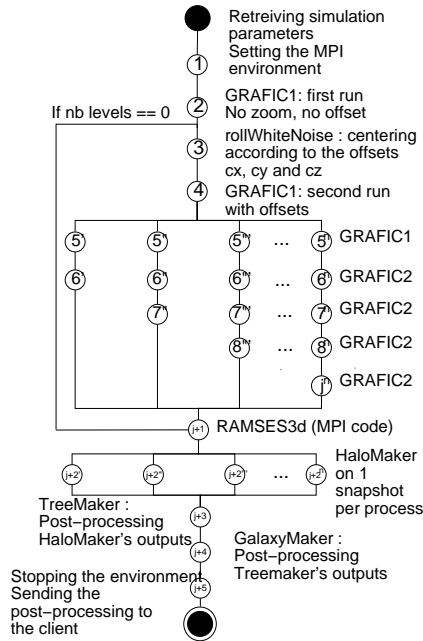 Retreiving simulation
parameters
Setting the MPI
environment
1
GRAFIC1: first run
No zoom, no offset
If nb levels == 0
2
rollWhiteNoise : centering
according to the offsets
cx, cy and cz
3
4
GRAFIC1: second run
with offsets
5' 5'' 5''' ... 5n GRAFIC1
6' 6'' 6''' ... 6n GRAFIC2
7'' 7''' ... 7n GRAFIC2
8''' 8n GRAFIC2
jn GRAFIC2
j+1 RAMSES3d (MPI code)
HaloMaker
on 1
snapshot
per process
j+2' j+2'' j+2''' ... j+2n
TreeMaker :
Post−processing
HaloMaker's outputs
j+3
j+4
GalaxyMaker :
Post−processing
Treemaker's outputs
j+5
Stopping the environment
Sending the
post−processing to
the client